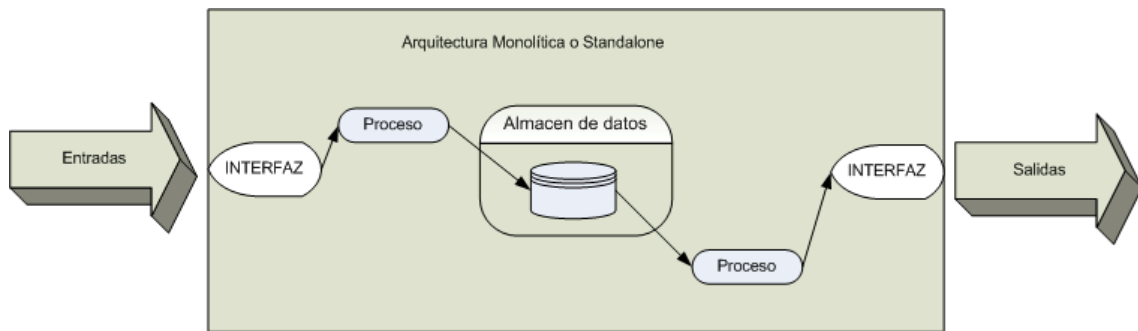 Arquitectura Monolítica o Standalone
Entradas
INTERFAZ
Proceso
Almacen de datos
Proceso
INTERFAZ
Salidas